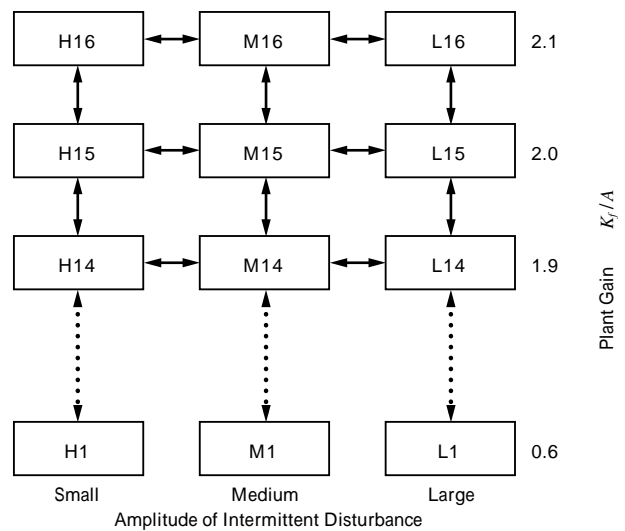 H16 M16 L16 2.1
H15 M15 L15 2.0
H14 M14 L14 1.9
H1 M1 L1 0.6
Small Medium Large
Amplitude of Intermittent Disturbance
Plant Gain K_f / A